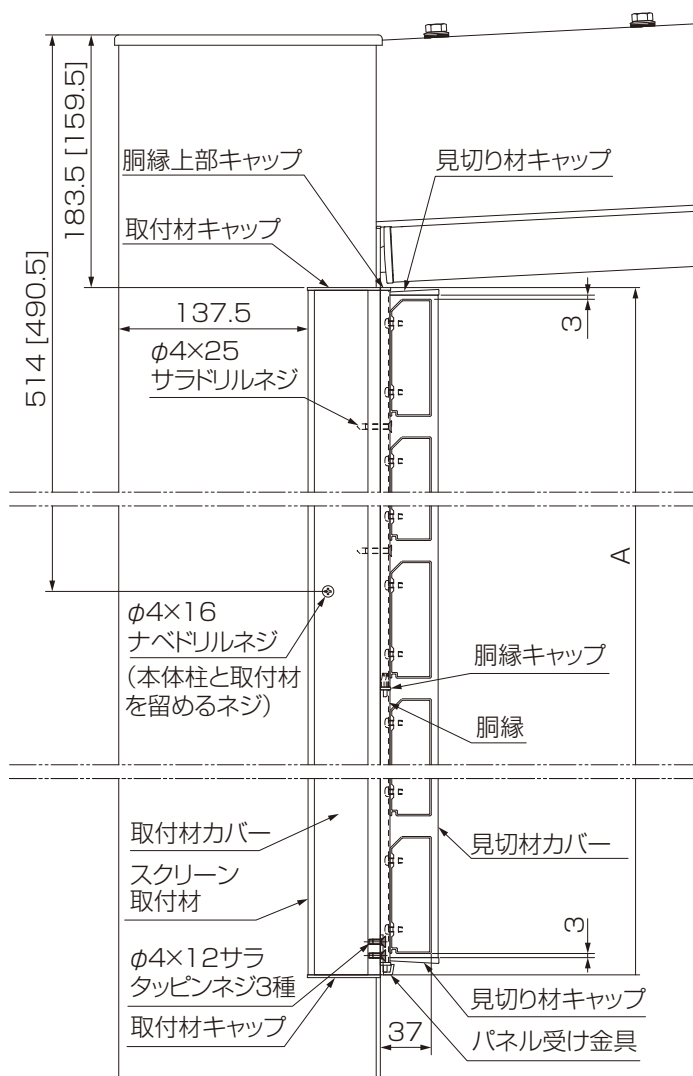 183.5 [159.5]
514 [490.5]
胴縁上部キャップ
見切り材キャップ
取付材キャップ
137.5
3
φ4×25
サラドリルネジ
A
φ4×16
ナベドリルネジ
(本体柱と取付材
を留めるネジ)
胴縁キャップ
胴縁
取付材カバー
見切材カバー
スクリーン
取付材
3
φ4×12サラ
タッピンネジ3種
見切り材キャップ
取付材キャップ
37
パネル受け金具